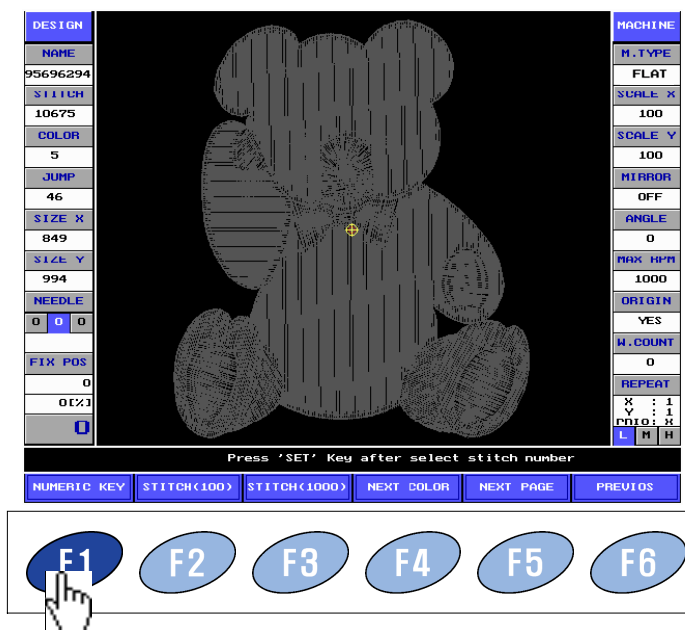 DESIGN
NAME
95696294
STITCH
10675
COLOR
5
JUMP
46
SIZE X
849
SIZE Y
994
NEEDLE
0 0 0
FIX POS
0
0[%]
0
MACHINE
M.TYPE
FLAT
SCALE X
100
SCALE Y
100
MIRROR
OFF
ANGLE
0
MAX RPM
1000
ORIGIN
YES
W.COUNT
0
REPEAT
X : 1
Y : 1
L M H
Press 'SET' Key after select stitch number
NUMERIC KEY STITCH(100) STITCH(1000) NEXT COLOR NEXT PAGE PREVIOS
F1 F2 F3 F4 F5 F6